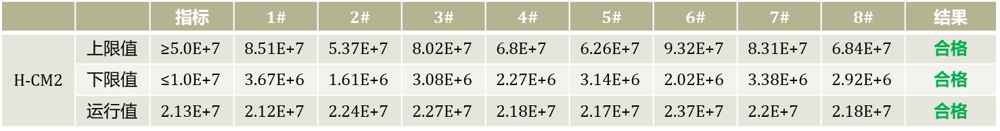 指标 1# 2# 3# 4# 5# 6# 7# 8# 结果
上限值 ≥5.0E+7 8.51E+7 5.37E+7 8.02E+7 6.8E+7 6.26E+7 9.32E+7 8.31E+7 6.84E+7 合格
H-CM2 下限值 ≤1.0E+7 3.67E+6 1.61E+6 3.08E+6 2.27E+6 3.14E+6 2.02E+6 3.38E+6 2.92E+6 合格
运行值 2.13E+7 2.12E+7 2.24E+7 2.27E+7 2.18E+7 2.17E+7 2.37E+7 2.2E+7 2.18E+7 合格